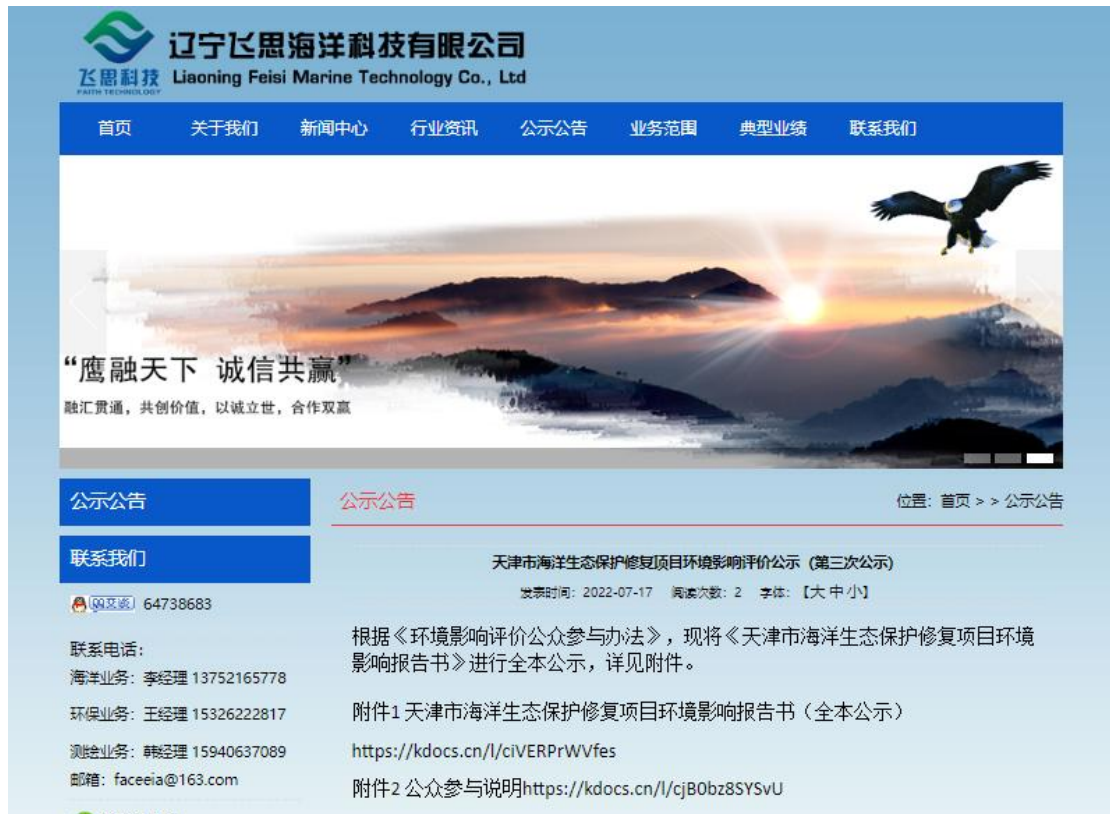 辽宁飞思海洋科技有限公司
飞思科技
FAITH TECHNOLOGY
Liaoning Feisi Marine Technology Co., Ltd
首页 关于我们 新闻中心 行业资讯 公示公告 业务范围 典型业绩 联系我们
“鹰融天下 诚信共赢”
融汇贯通，共创价值，以诚立世，合作双赢
公示公告
公示公告
位置：首页 > > 公示公告
联系我们
天津市海洋生态保护修复项目环境影响评价公示（第三次公示)
发表时间：2022-07-17 阅读次数：2 字体：【大 中 小】
QQ交谈 64738683
联系电话：
海洋业务：李经理 13752165778
环保业务：王经理 15326222817
测绘业务：韩经理 15940637089
邮箱：faceeia@163.com
根据《环境影响评价公众参与办法》，现将《天津市海洋生态保护修复项目环境
影响报告书》进行全本公示，详见附件。
附件1 天津市海洋生态保护修复项目环境影响报告书（全本公示）
https://kdocs.cn/l/ciVERPrWVfes
附件2 公众参与说明https://kdocs.cn/l/cjB0bz8SYSvU